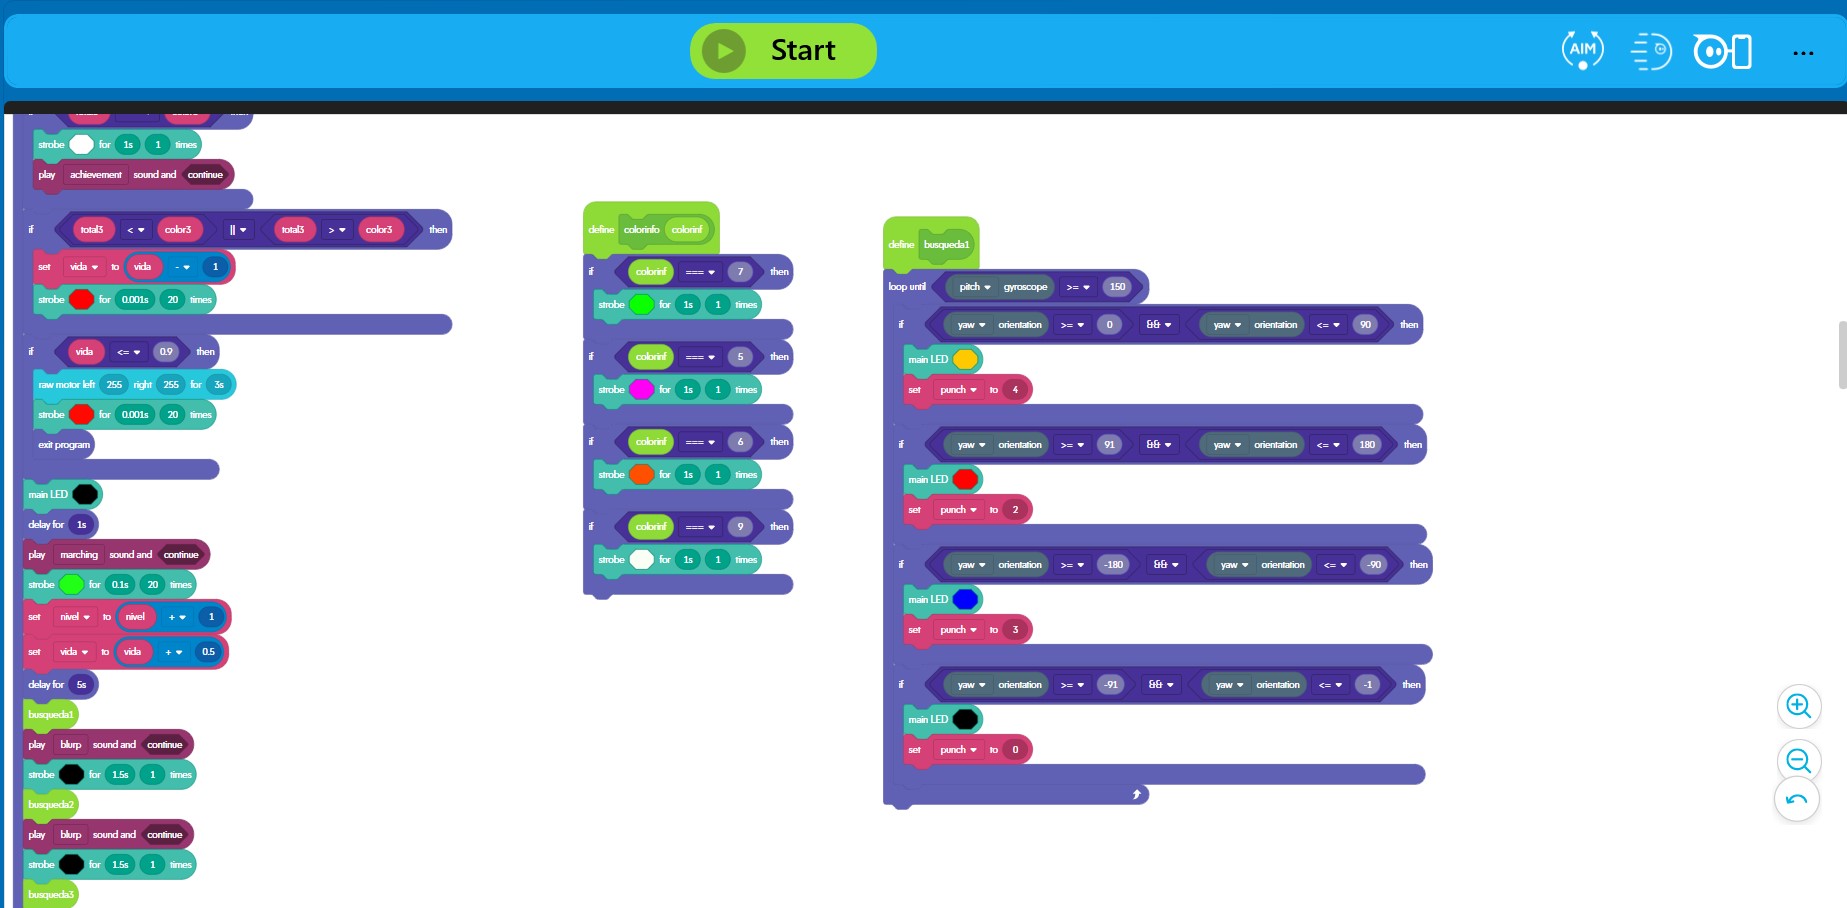 Start
AIM
...
strobe for 1s 1 times
play achievement sound and continue
if total3 < color3 || total3 > color3 then
set vida to vida - 1
strobe for 0.001s 20 times
if vida <= 0.9 then
raw motor left 255 right 255 for 3s
strobe for 0.001s 20 times
exit program
main LED
delay for 1s
play marching sound and continue
strobe for 0.1s 20 times
set nivel to nivel + 1
set vida to vida + 0.5
delay for 5s
busqueda1
play blurp sound and continue
strobe for 1.5s 1 times
busqueda2
play blurp sound and continue
strobe for 1.5s 1 times
busqueda3
define colorinfo colorinf
if colorinf === 7 then
strobe for 1s 1 times
if colorinf === 5 then
strobe for 1s 1 times
if colorinf === 6 then
strobe for 1s 1 times
if colorinf === 9 then
strobe for 1s 1 times
define busqueda1
loop until pitch gyroscope >= 150
if yaw orientation >= 0 && yaw orientation <= 90 then
main LED
set punch to 4
if yaw orientation >= 91 && yaw orientation <= 180 then
main LED
set punch to 2
if yaw orientation >= -180 && yaw orientation <= -90 then
main LED
set punch to 3
if yaw orientation >= -91 && yaw orientation <= -1 then
main LED
set punch to 0